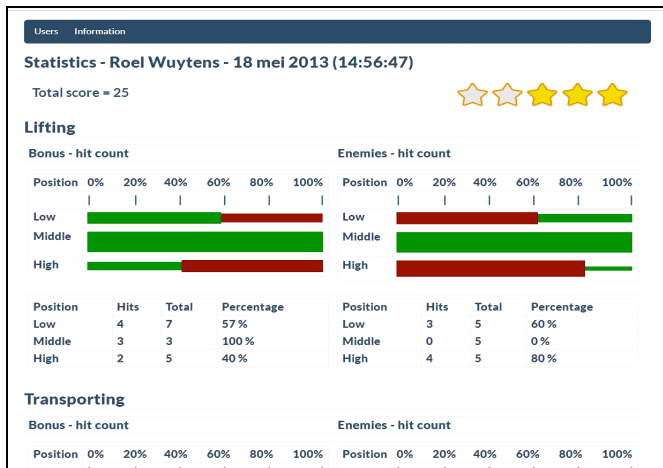 Users Information
Statistics - Roel Wuytens - 18 mei 2013 (14:56:47)
Total score = 25
Lifting
Bonus - hit count
Position 0% 20% 40% 60% 80% 100%
Low
Middle
High
Position Hits Total Percentage
Low 4 7 57 %
Middle 3 3 100 %
High 2 5 40 %
Enemies - hit count
Position 0% 20% 40% 60% 80% 100%
Low
Middle
High
Position Hits Total Percentage
Low 3 5 60 %
Middle 0 5 0 %
High 4 5 80 %
Transporting
Bonus - hit count
Position 0% 20% 40% 60% 80% 100%
Enemies - hit count
Position 0% 20% 40% 60% 80% 100%